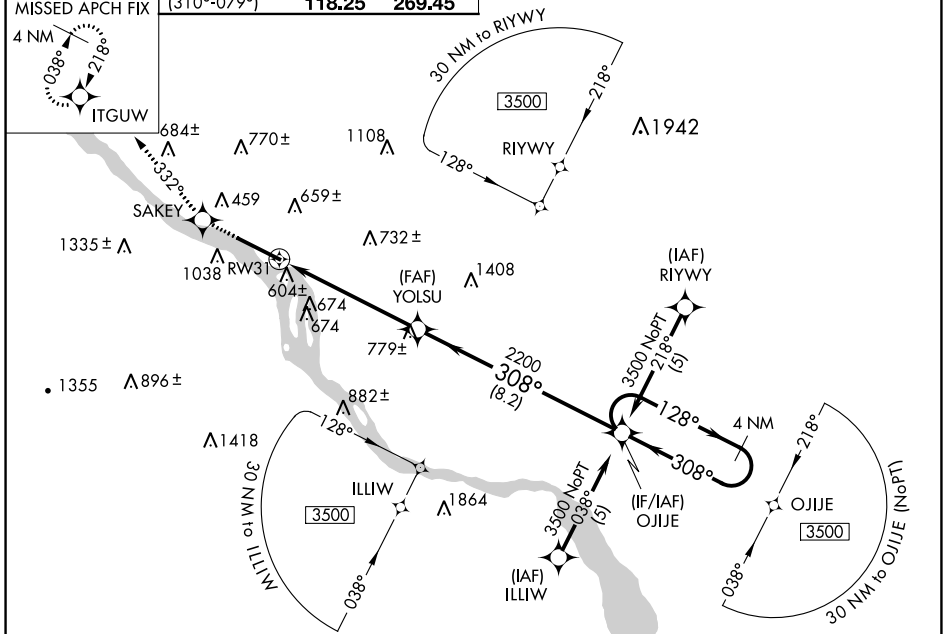 MISSED APCH FIX
(310°-079°) 118.25 269.45
4 NM
038°
218°
ITGUW
30 NM to RIYWY
3500
218°
128°
RIYWY
1942
684±
770±
1108
332°
SAKEY
459
659±
1335±
1038
RW31
604±
732±
1408
674
674
(FAF)
YOLSU
779±
(IAF)
RIYWY
2200
308°
(8.2)
3500 NoPT
218°
(5)
128°
4 NM
308°
1355
896±
882±
1418
128°
30 NM to ILLIW
ILLIW
3500
038°
1864
3500 NoPT
038°
(5)
(IF/IAF)
OJIJE
(IAF)
ILLIW
218°
OJIJE
3500
038°
30 NM to OJIJE (NoPT)